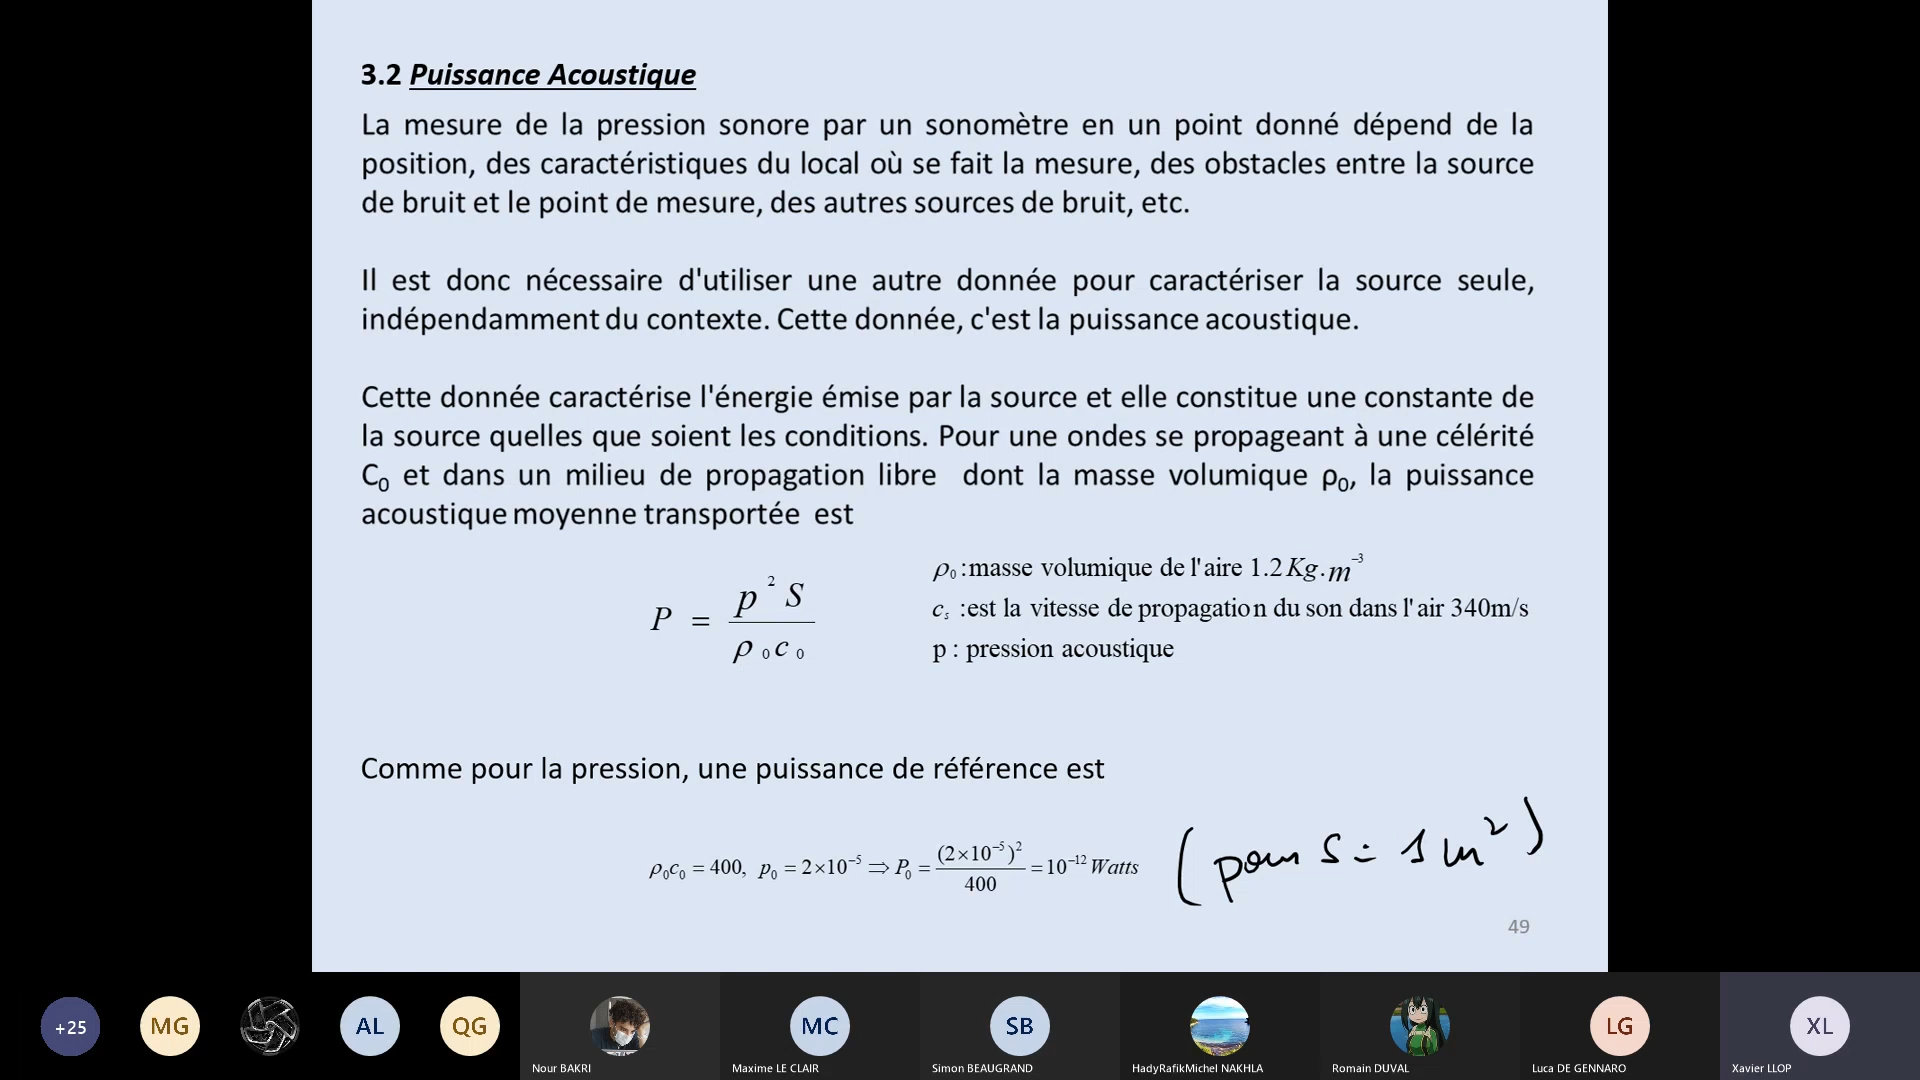 3.2 Puissance Acoustique
La mesure de la pression sonore par un sonomètre en un point donné dépend de la
position, des caractéristiques du local où se fait la mesure, des obstacles entre la source
de bruit et le point de mesure, des autres sources de bruit, etc.
Il est donc nécessaire d'utiliser une autre donnée pour caractériser la source seule,
indépendamment du contexte. Cette donnée, c'est la puissance acoustique.
Cette donnée caractérise l'énergie émise par la source et elle constitue une constante de
la source quelles que soient les conditions. Pour une ondes se propageant à une célérité
C₀ et dans un milieu de propagation libre dont la masse volumique ρ₀, la puissance
acoustique moyenne transportée est
P = p² S / ρ₀c₀
ρ₀ :masse volumique de l'aire 1.2 Kg.m⁻³
cₛ :est la vitesse de propagation du son dans l'air 340m/s
p : pression acoustique
Comme pour la pression, une puissance de référence est
ρ₀c₀ = 400, p₀ = 2×10⁻⁵ ⇒ P₀ = (2×10⁻⁵)² / 400 = 10⁻¹² Watts (pour S = 1 m²)
49
+25 MG AL QG MC SB LG XL
Nour BAKRI Maxime LE CLAIR Simon BEAUGRAND HadyRafikMichel NAKHLA Romain DUVAL Luca DE GENNARO Xavier LLOP